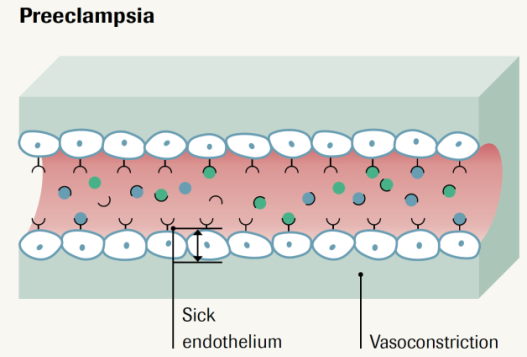 Preeclampsia
Sick
endothelium
Vasoconstriction